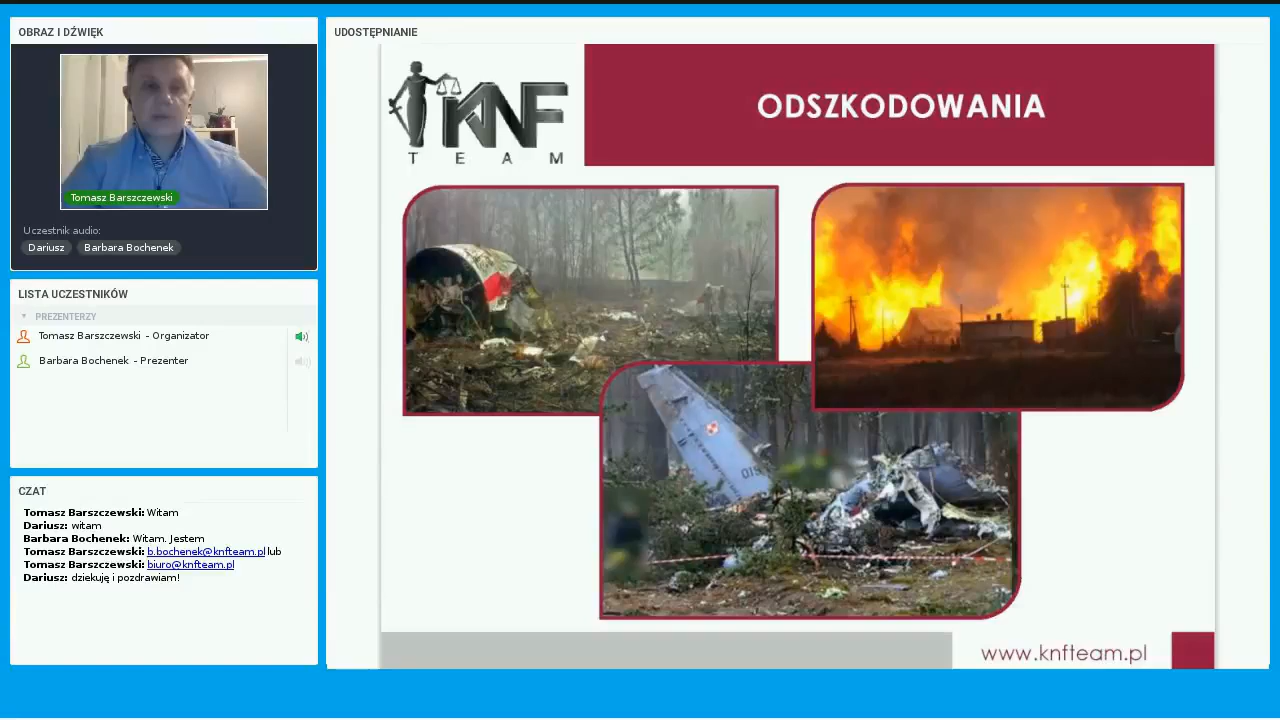 OBRAZ I DŹWIĘK
Tomasz Barszczewski
Uczestnik audio:
Dariusz Barbara Bochenek
LISTA UCZESTNIKÓW
PREZENTERZY
Tomasz Barszczewski - Organizator
Barbara Bochenek - Prezenter
CZAT
Tomasz Barszczewski: Witam
Dariusz: witam
Barbara Bochenek: Witam. Jestem
Tomasz Barszczewski: b.bochenek@knfteam.pl lub
Tomasz Barszczewski: biuro@knfteam.pl
Dariusz: dziekuję i pozdrawiam!
UDOSTĘPNIANIE
KNF
TEAM
ODSZKODOWANIA
www.knfteam.pl